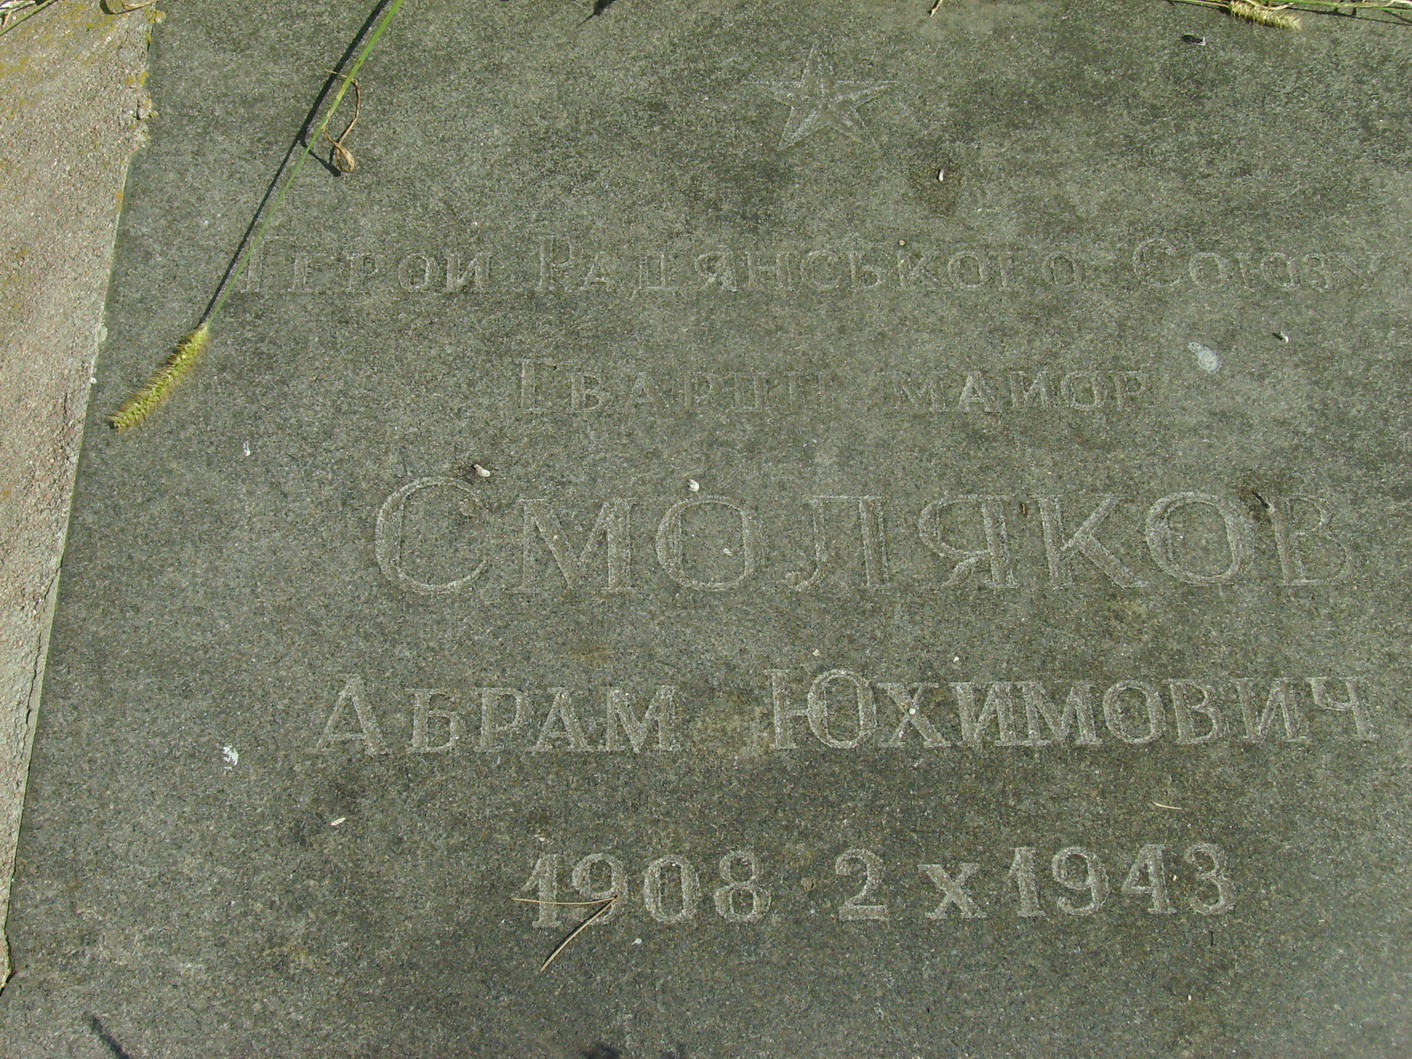 Герой Радянського Союзу
Гвардії майор
Смоляков
Абрам Юхимович
1908 2 X 1943